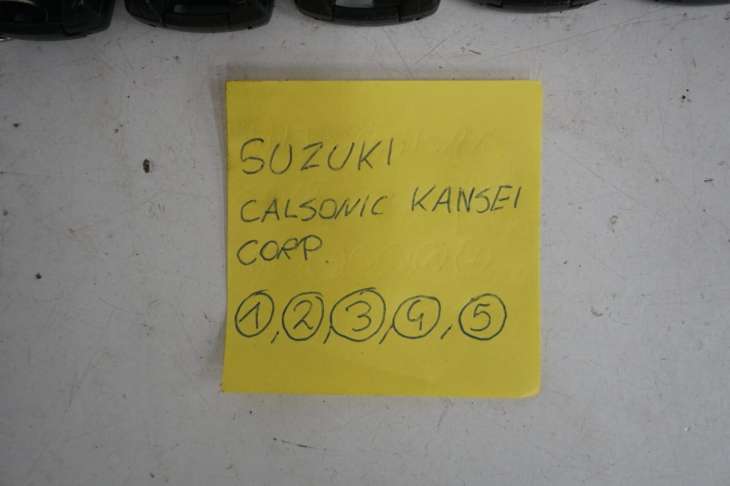 SUZUKI
CALSONIC KANSEI
CORP.
①,②,③,④,⑤